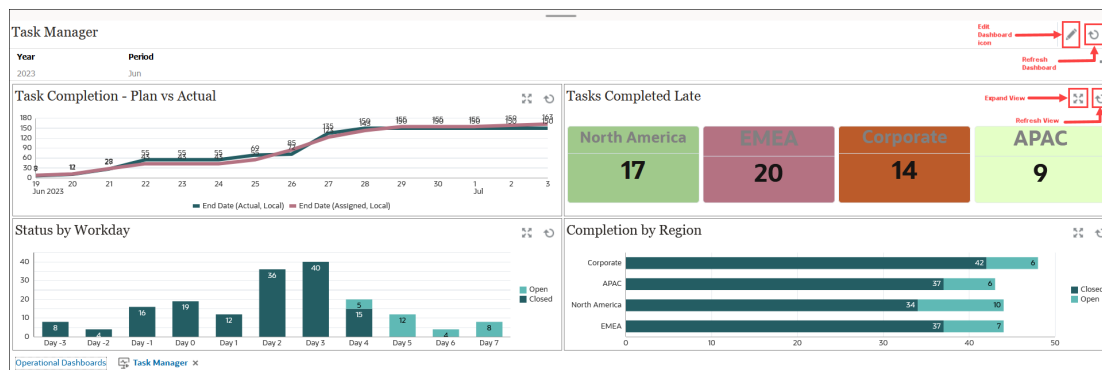 Task Manager
Edit
Dashboard
icon
Refresh
Dashboard
Year Period
2023 Jun
Task Completion - Plan vs Actual
180
150
120
90
60
30
0
55 55 55 69 85 135 150 150 150 150 150 163
19 20 21 22 23 24 25 26 27 28 29 30 1 2 3
Jun 2023 Jul
End Date (Actual, Local) End Date (Assigned, Local)
Tasks Completed Late
Expand View
Refresh View
North America EMEA Corporate APAC
17 20 14 9
Status by Workday
40
30
20
10
0
8 4 16 19 12 36 40 5 15 12 4 8
Day -3 Day -2 Day -1 Day 0 Day 1 Day 2 Day 3 Day 4 Day 5 Day 6 Day 7
Open
Closed
Completion by Region
Corporate 42 6
APAC 37 6
North America 34 10
EMEA 37 7
0 10 20 30 40 50
Closed
Open
Operational Dashboards Task Manager ×